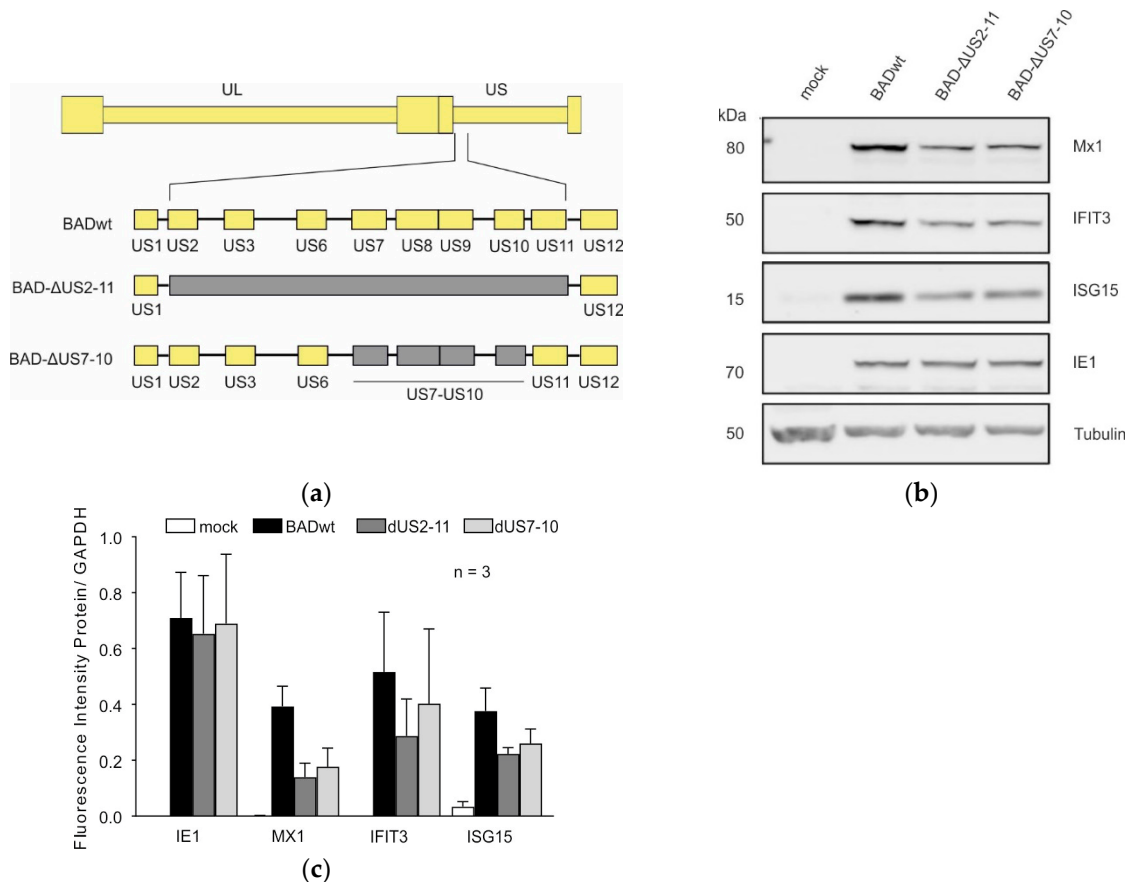 UL US
BADwt
US1 US2 US3 US6 US7 US8 US9 US10 US11 US12
BAD-ΔUS2-11
US1 US12
BAD-ΔUS7-10
US1 US2 US3 US6 US11 US12
US7-US10
(a)
mock BADwt BAD-ΔUS2-11 BAD-ΔUS7-10
kDa
80 Mx1
50 IFIT3
15 ISG15
70 IE1
50 Tubulin
(b)
mock BADwt dUS2-11 dUS7-10
n = 3
Fluorescence Intensity Protein/ GAPDH
1.0
0.8
0.6
0.4
0.2
0.0
IE1 MX1 IFIT3 ISG15
(c)